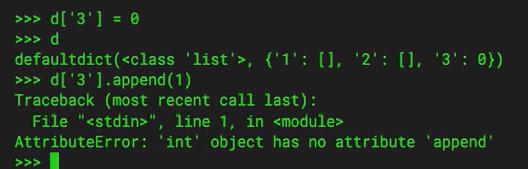 >>> d['3'] = 0
>>> d
defaultdict(<class 'list'>, {'1': [], '2': [], '3': 0})
>>> d['3'].append(1)
Traceback (most recent call last):
  File "<stdin>", line 1, in <module>
AttributeError: 'int' object has no attribute 'append'
>>>